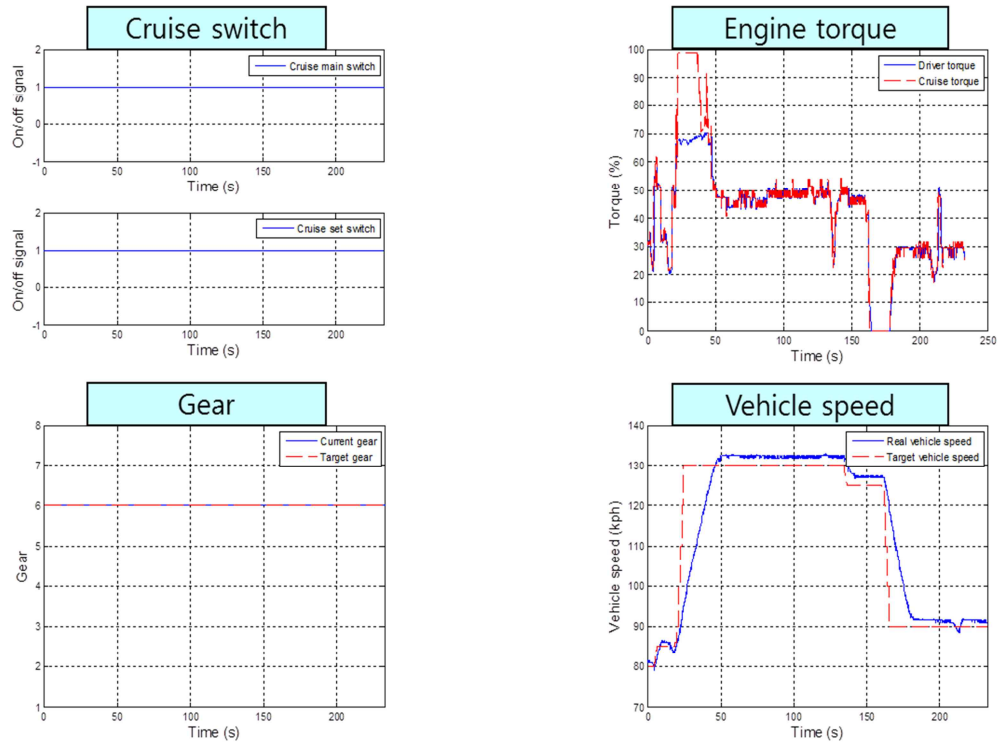 Cruise switch
2
1
0
-1
On/off signal
Cruise main switch
0
50
100
150
200
Time (s)
2
1
0
-1
On/off signal
Cruise set switch
0
50
100
150
200
Time (s)
Engine torque
100
90
80
70
60
50
40
30
20
10
0
Torque (%)
Driver torque
Cruise torque
0
50
100
150
200
250
Time (s)
Gear
8
7
6
5
4
3
2
1
Gear
Current gear
Target gear
0
50
100
150
200
Time (s)
Vehicle speed
140
130
120
110
100
90
80
70
Vehicle speed (kph)
Real vehicle speed
Target vehicle speed
0
50
100
150
200
Time (s)